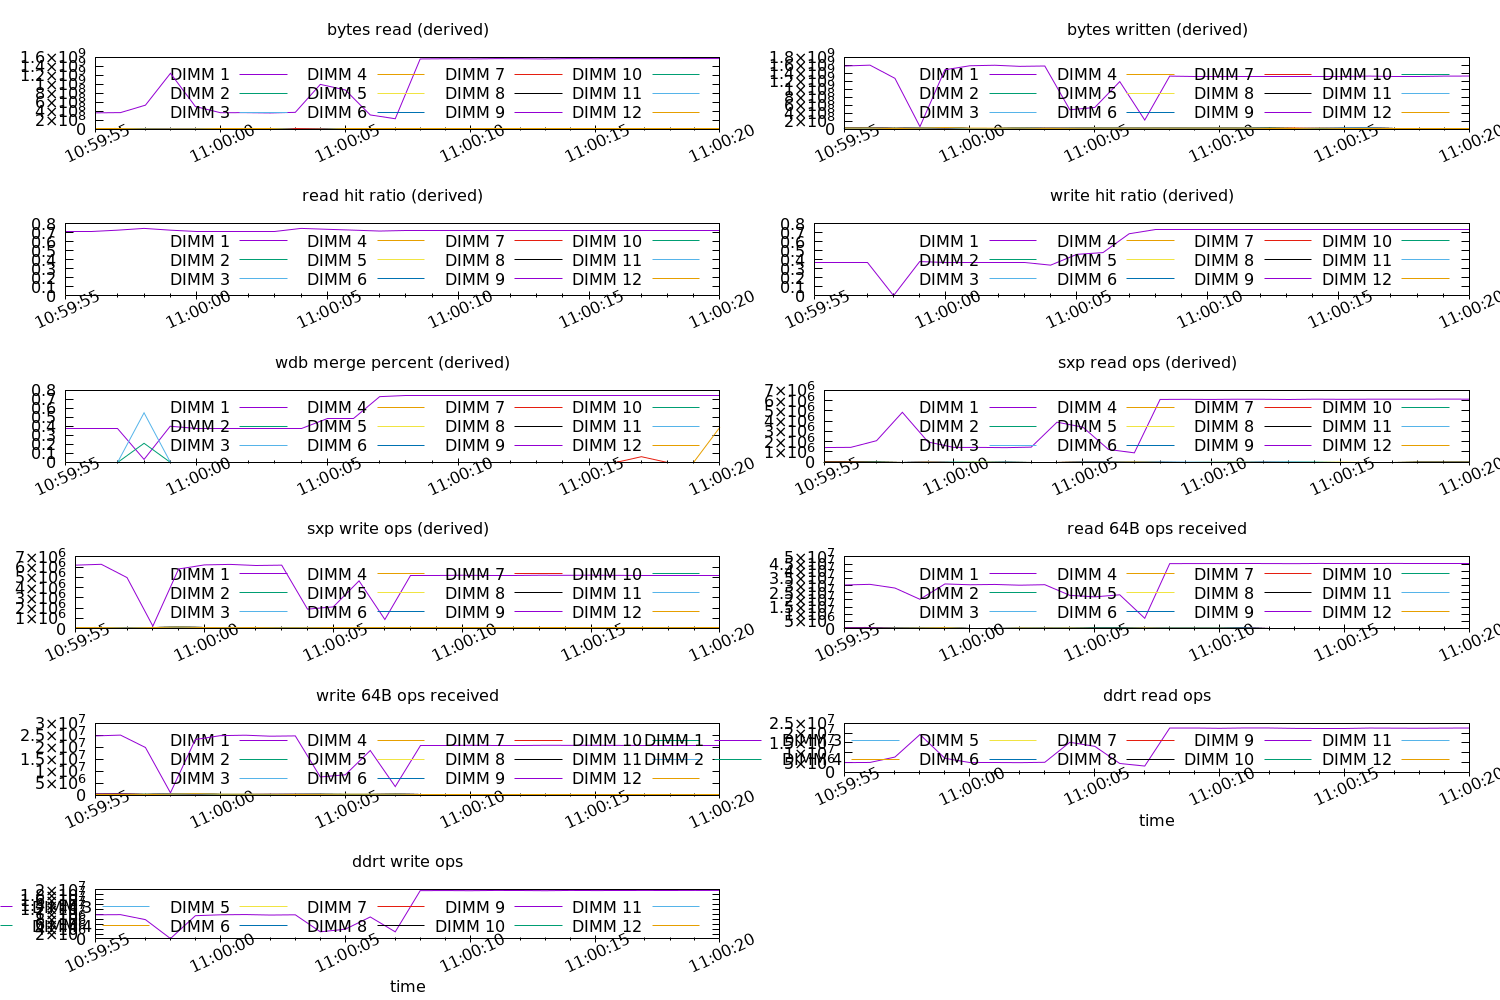 bytes read (derived)
1.6×10⁹
1.4×10⁹
1.2×10⁹
1×10⁹
8×10⁸
6×10⁸
4×10⁸
2×10⁸
0
DIMM 1 DIMM 4 DIMM 7 DIMM 10
DIMM 2 DIMM 5 DIMM 8 DIMM 11
DIMM 3 DIMM 6 DIMM 9 DIMM 12
10:59:55 11:00:00 11:00:05 11:00:10 11:00:15 11:00:20
bytes written (derived)
1.8×10⁹
1.6×10⁹
1.4×10⁹
1.2×10⁹
1×10⁹
8×10⁸
6×10⁸
4×10⁸
2×10⁸
0
DIMM 1 DIMM 4 DIMM 7 DIMM 10
DIMM 2 DIMM 5 DIMM 8 DIMM 11
DIMM 3 DIMM 6 DIMM 9 DIMM 12
10:59:55 11:00:00 11:00:05 11:00:10 11:00:15 11:00:20
read hit ratio (derived)
0.8
0.7
0.6
0.5
0.4
0.3
0.2
0.1
0
DIMM 1 DIMM 4 DIMM 7 DIMM 10
DIMM 2 DIMM 5 DIMM 8 DIMM 11
DIMM 3 DIMM 6 DIMM 9 DIMM 12
10:59:55 11:00:00 11:00:05 11:00:10 11:00:15 11:00:20
write hit ratio (derived)
0.8
0.7
0.6
0.5
0.4
0.3
0.2
0.1
0
DIMM 1 DIMM 4 DIMM 7 DIMM 10
DIMM 2 DIMM 5 DIMM 8 DIMM 11
DIMM 3 DIMM 6 DIMM 9 DIMM 12
10:59:55 11:00:00 11:00:05 11:00:10 11:00:15 11:00:20
wdb merge percent (derived)
0.8
0.7
0.6
0.5
0.4
0.3
0.2
0.1
0
DIMM 1 DIMM 4 DIMM 7 DIMM 10
DIMM 2 DIMM 5 DIMM 8 DIMM 11
DIMM 3 DIMM 6 DIMM 9 DIMM 12
10:59:55 11:00:00 11:00:05 11:00:10 11:00:15 11:00:20
sxp read ops (derived)
7×10⁶
6×10⁶
5×10⁶
4×10⁶
3×10⁶
2×10⁶
1×10⁶
0
DIMM 1 DIMM 4 DIMM 7 DIMM 10
DIMM 2 DIMM 5 DIMM 8 DIMM 11
DIMM 3 DIMM 6 DIMM 9 DIMM 12
10:59:55 11:00:00 11:00:05 11:00:10 11:00:15 11:00:20
sxp write ops (derived)
7×10⁶
6×10⁶
5×10⁶
4×10⁶
3×10⁶
2×10⁶
1×10⁶
0
DIMM 1 DIMM 4 DIMM 7 DIMM 10
DIMM 2 DIMM 5 DIMM 8 DIMM 11
DIMM 3 DIMM 6 DIMM 9 DIMM 12
10:59:55 11:00:00 11:00:05 11:00:10 11:00:15 11:00:20
read 64B ops received
5×10⁷
4.5×10⁷
4×10⁷
3.5×10⁷
3×10⁷
2.5×10⁷
2×10⁷
1.5×10⁷
1×10⁷
5×10⁶
0
DIMM 1 DIMM 4 DIMM 7 DIMM 10
DIMM 2 DIMM 5 DIMM 8 DIMM 11
DIMM 3 DIMM 6 DIMM 9 DIMM 12
10:59:55 11:00:00 11:00:05 11:00:10 11:00:15 11:00:20
write 64B ops received
3×10⁷
2.5×10⁷
2×10⁷
1.5×10⁷
1×10⁷
5×10⁶
0
DIMM 1 DIMM 4 DIMM 7 DIMM 10
DIMM 2 DIMM 5 DIMM 8 DIMM 11
DIMM 3 DIMM 6 DIMM 9 DIMM 12
10:59:55 11:00:00 11:00:05 11:00:10 11:00:15 11:00:20
ddrt read ops
2.5×10⁷
2×10⁷
1.5×10⁷
1×10⁷
5×10⁶
0
DIMM 1 DIMM 3 DIMM 5 DIMM 7 DIMM 9 DIMM 11
DIMM 2 DIMM 4 DIMM 6 DIMM 8 DIMM 10 DIMM 12
10:59:55 11:00:00 11:00:05 11:00:10 11:00:15 11:00:20
time
ddrt write ops
2×10⁷
2×10⁶
0
DIMM 3 DIMM 5 DIMM 7 DIMM 9 DIMM 11
DIMM 4 DIMM 6 DIMM 8 DIMM 10 DIMM 12
10:59:55 11:00:00 11:00:05 11:00:10 11:00:15 11:00:20
time